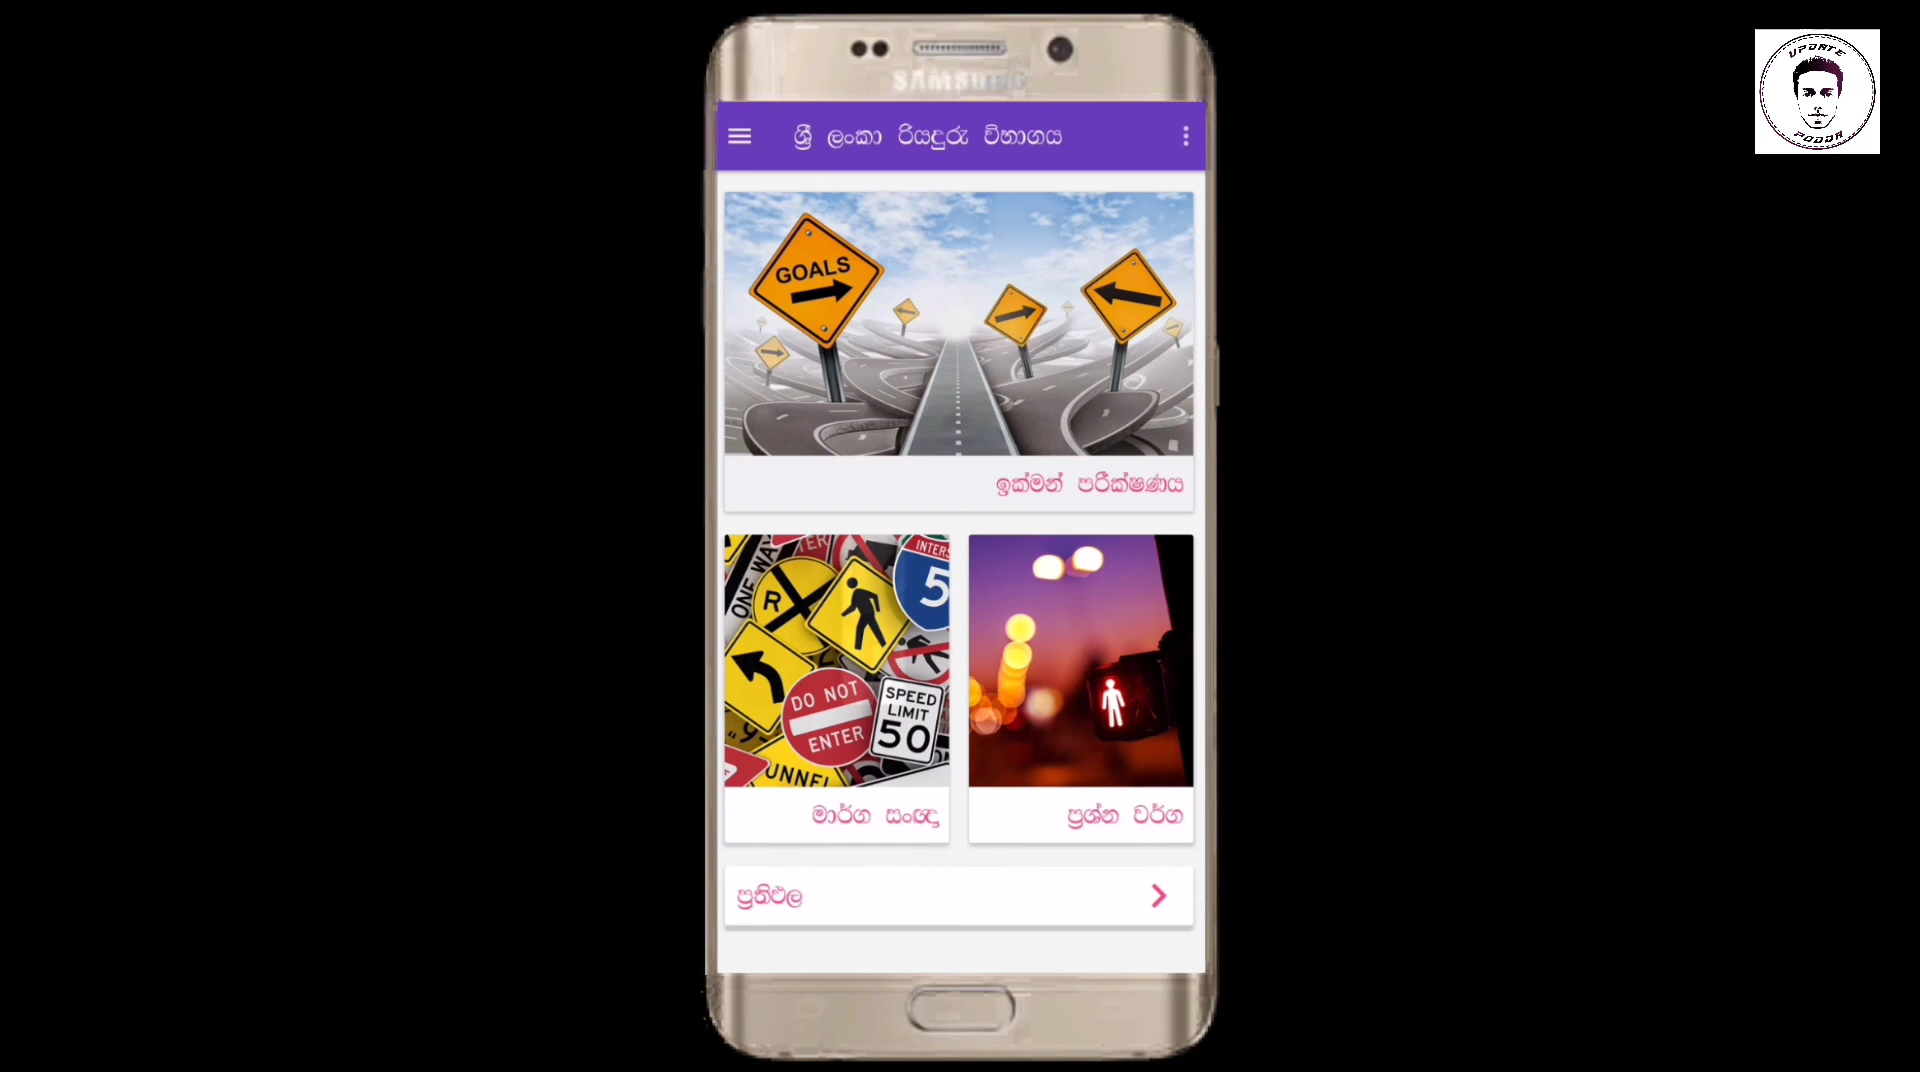 UPDATE
PODDA
SAMSUNG
ශ්‍රී ලංකා රියදුරු විභාගය
GOALS
ඉක්මන් පරීක්ෂණය
ONE WAY
INTERS
5
R
DO NOT
ENTER
SPEED
LIMIT
50
UNNEL
මාර්ග සංඥා
ප්‍රශ්න වර්ග
ප්‍රතිඵල